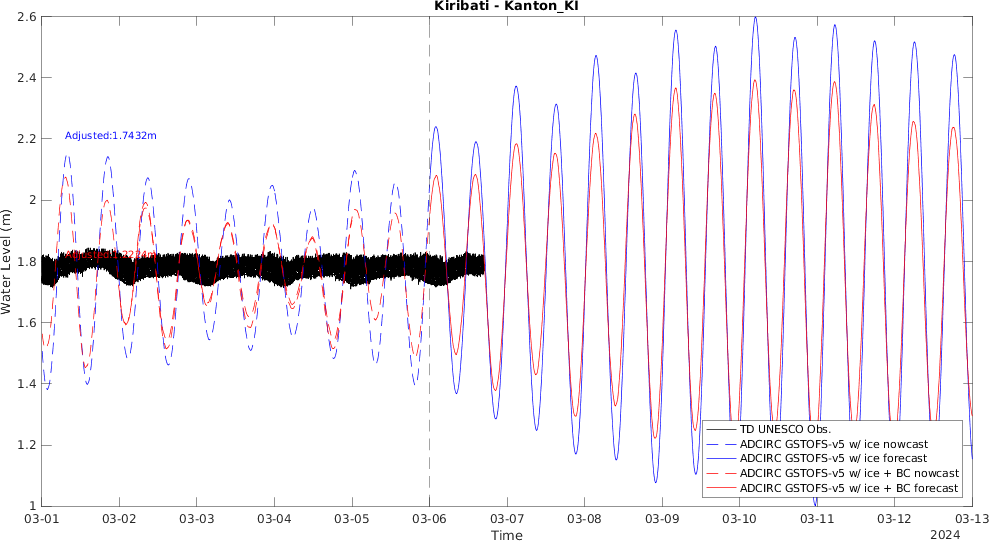 Kiribati - Kanton_KI
2.6
2.4
2.2
2
1.8
1.6
1.4
1.2
1
Water Level (m)
Adjusted:1.7432m
TD UNESCO Obs.
ADCIRC GSTOFS-v5 w/ ice nowcast
ADCIRC GSTOFS-v5 w/ ice forecast
ADCIRC GSTOFS-v5 w/ ice + BC nowcast
ADCIRC GSTOFS-v5 w/ ice + BC forecast
03-01 03-02 03-03 03-04 03-05 03-06 03-07 03-08 03-09 03-10 03-11 03-12 03-13
Time
2024